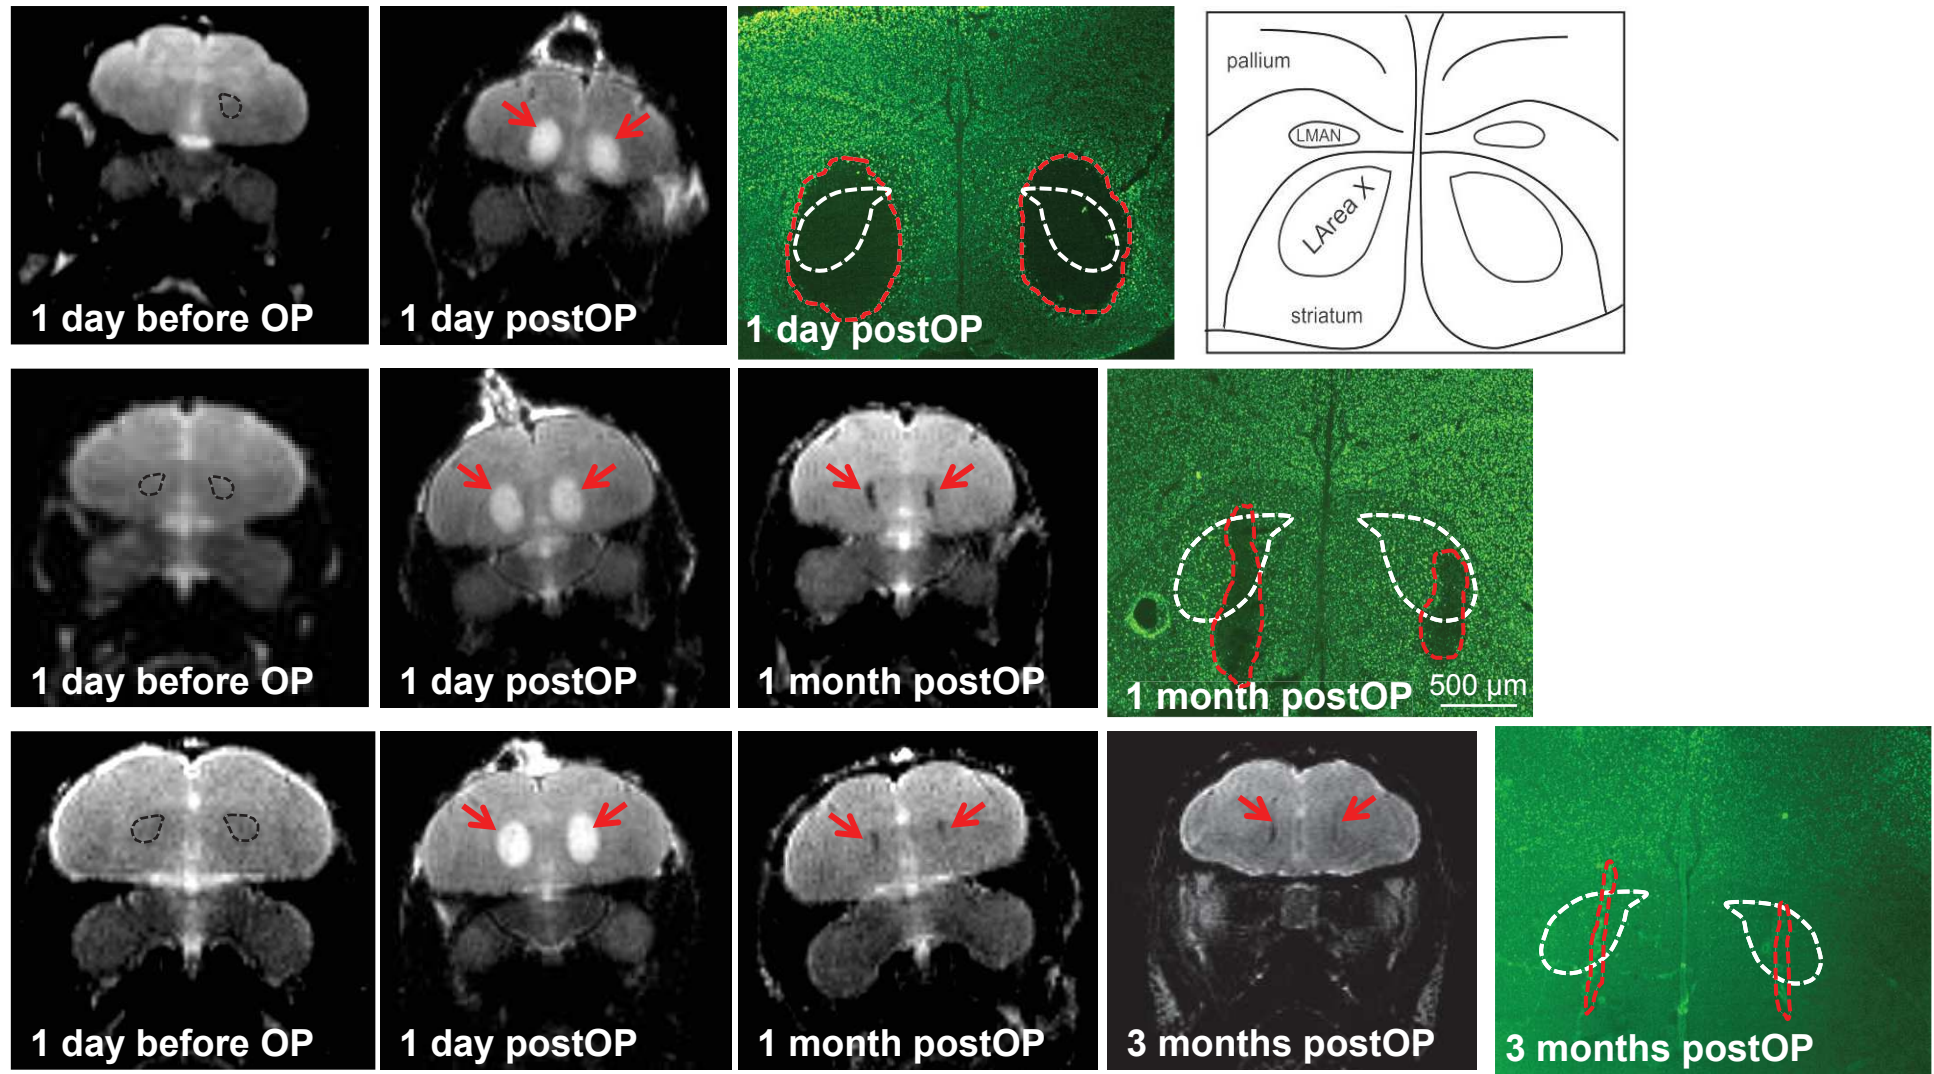 1 day before OP
1 day postOP
1 day postOP
pallium
LMAN
LArea X
striatum
1 day before OP
1 day postOP
1 month postOP
1 month postOP
500 µm
1 day before OP
1 day postOP
1 month postOP
3 months postOP
3 months postOP